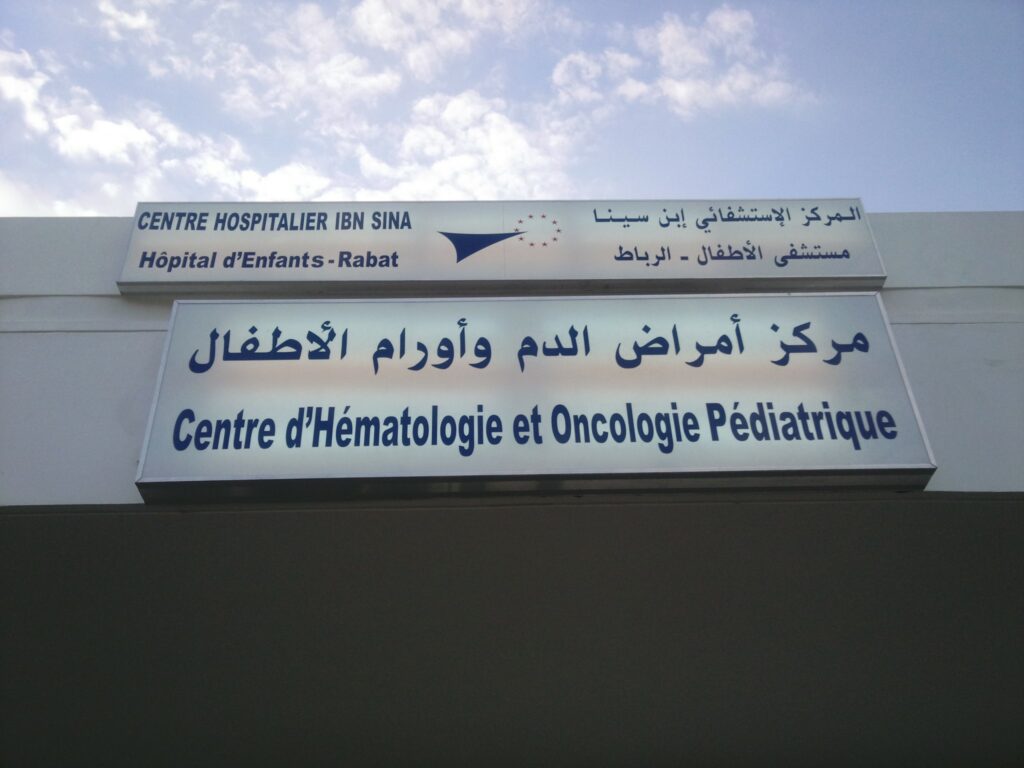 CENTRE HOSPITALIER IBN SINA
Hôpital d'Enfants - Rabat
المركز الإستشفائي إبن سينا
مستشفى الأطفال - الرباط
مركز أمراض الدم وأورام الأطفال
Centre d'Hématologie et Oncologie Pédiatrique